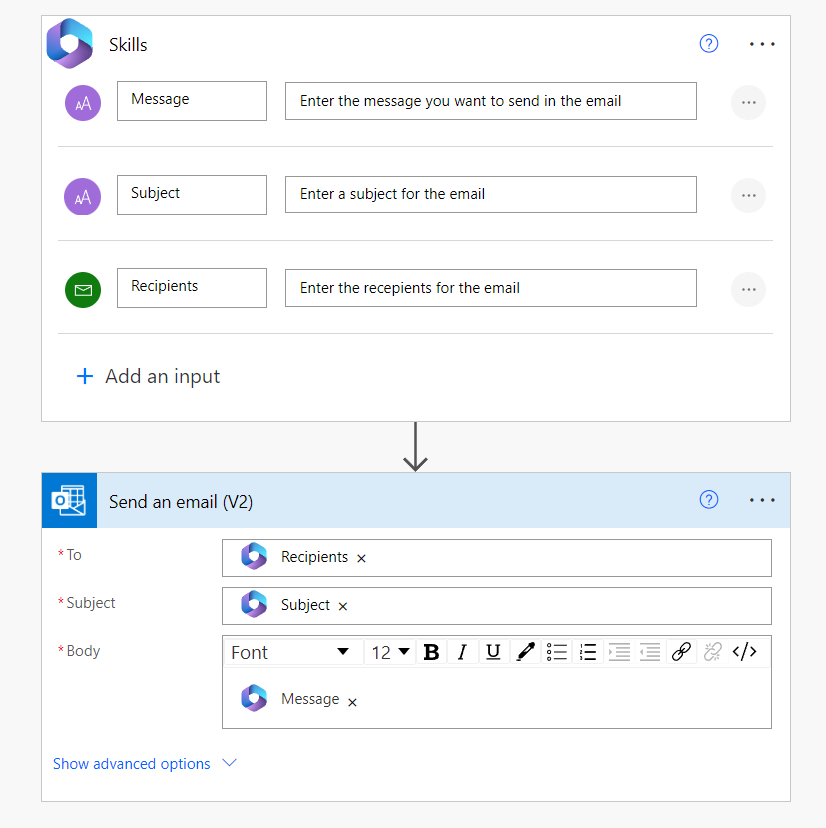 Skills
?
AA Message Enter the message you want to send in the email
AA Subject Enter a subject for the email
Recipients Enter the recepients for the email
+ Add an input
Send an email (V2)
?
* To Recipients ×
* Subject Subject ×
* Body
Font 12 B I U </>
Message ×
Show advanced options